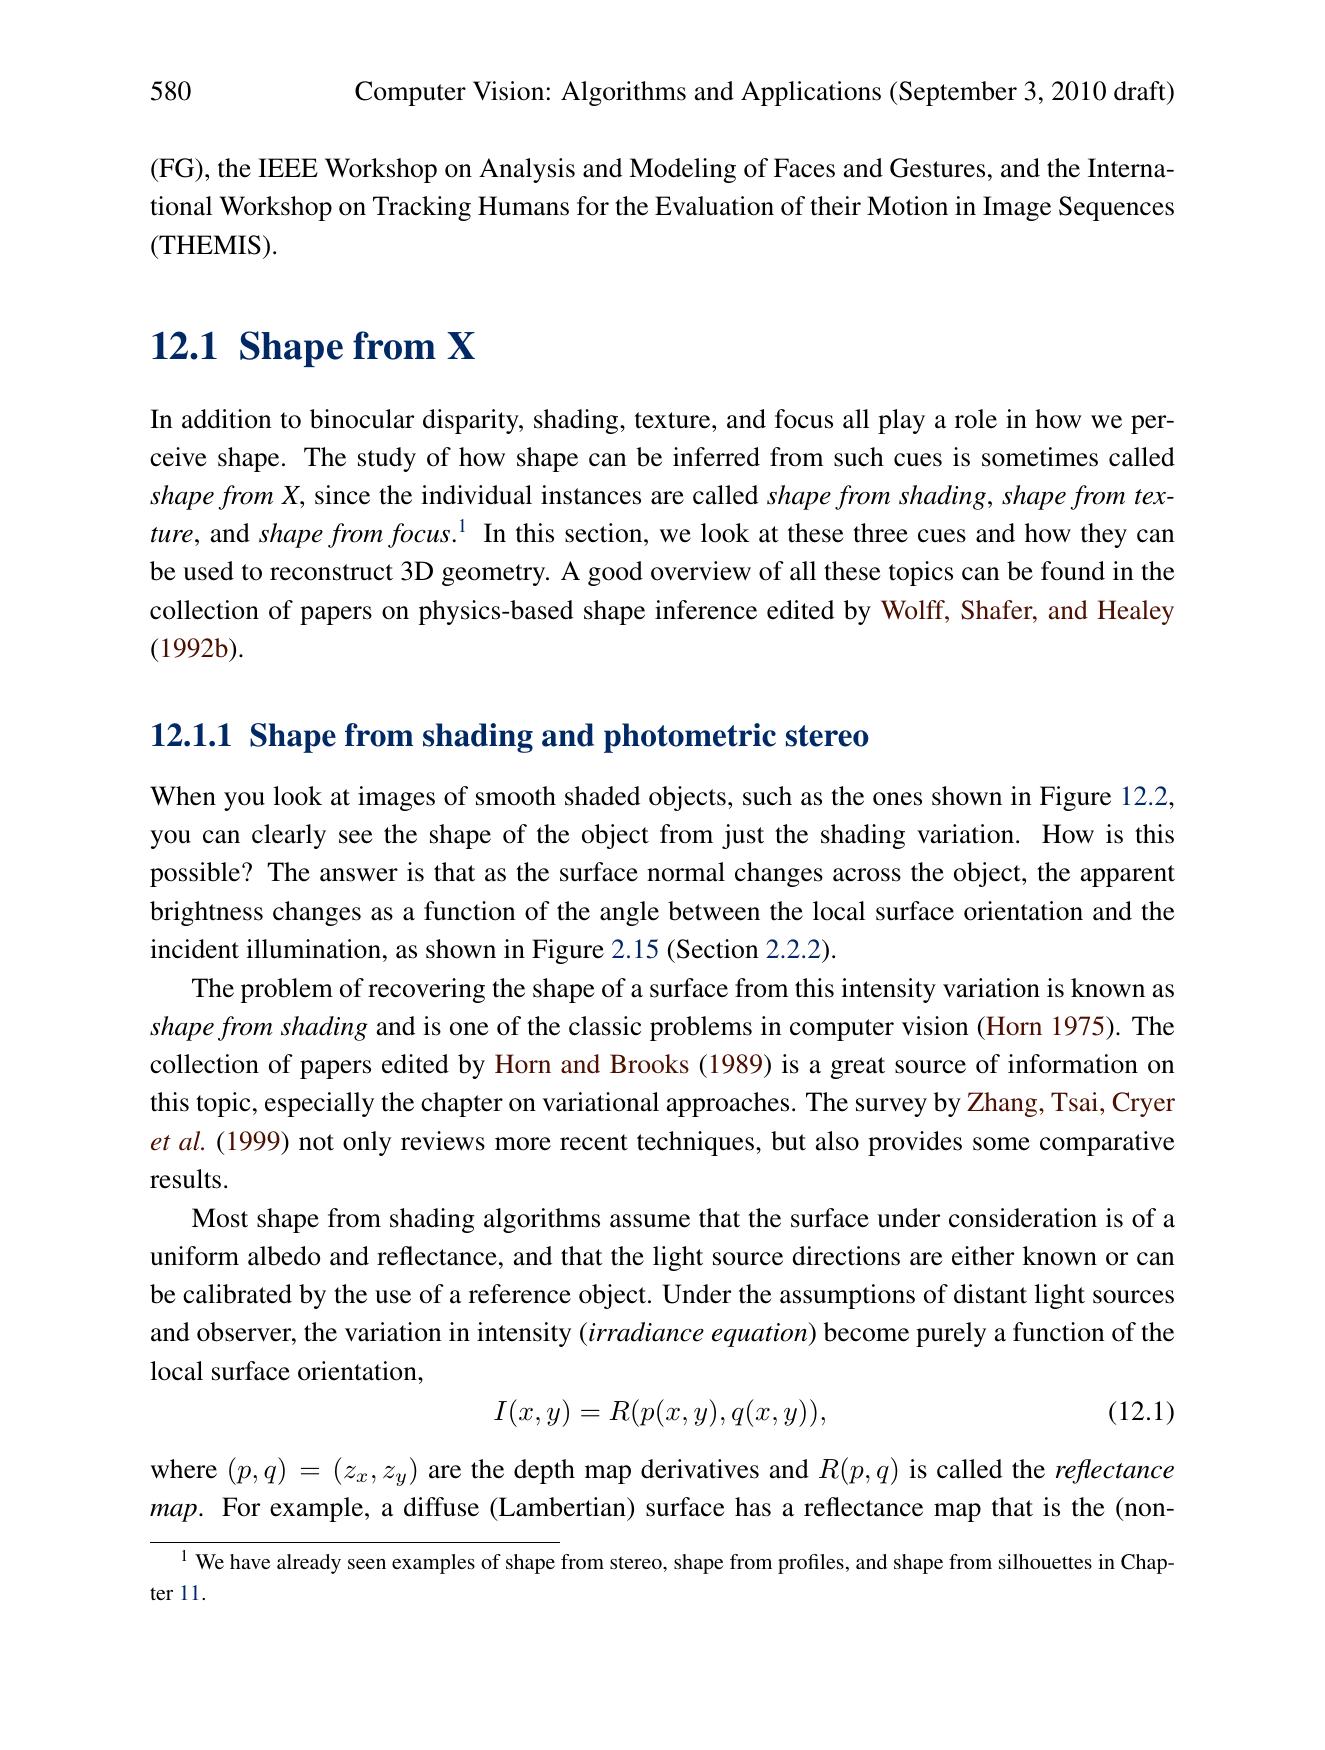 580 Computer Vision: Algorithms and Applications (September 3, 2010 draft)
(FG), the IEEE Workshop on Analysis and Modeling of Faces and Gestures, and the Interna-
tional Workshop on Tracking Humans for the Evaluation of their Motion in Image Sequences
(THEMIS).
12.1 Shape from X
In addition to binocular disparity, shading, texture, and focus all play a role in how we per-
ceive shape. The study of how shape can be inferred from such cues is sometimes called
shape from X, since the individual instances are called shape from shading, shape from tex-
ture, and shape from focus.1 In this section, we look at these three cues and how they can
be used to reconstruct 3D geometry. A good overview of all these topics can be found in the
collection of papers on physics-based shape inference edited by Wolff, Shafer, and Healey
(1992b).
12.1.1 Shape from shading and photometric stereo
When you look at images of smooth shaded objects, such as the ones shown in Figure 12.2,
you can clearly see the shape of the object from just the shading variation. How is this
possible? The answer is that as the surface normal changes across the object, the apparent
brightness changes as a function of the angle between the local surface orientation and the
incident illumination, as shown in Figure 2.15 (Section 2.2.2).
The problem of recovering the shape of a surface from this intensity variation is known as
shape from shading and is one of the classic problems in computer vision (Horn 1975). The
collection of papers edited by Horn and Brooks (1989) is a great source of information on
this topic, especially the chapter on variational approaches. The survey by Zhang, Tsai, Cryer
et al. (1999) not only reviews more recent techniques, but also provides some comparative
results.
Most shape from shading algorithms assume that the surface under consideration is of a
uniform albedo and reflectance, and that the light source directions are either known or can
be calibrated by the use of a reference object. Under the assumptions of distant light sources
and observer, the variation in intensity (irradiance equation) become purely a function of the
local surface orientation,
I(x, y) = R(p(x, y), q(x, y)), (12.1)
where (p, q) = (zx, zy) are the depth map derivatives and R(p, q) is called the reflectance
map. For example, a diffuse (Lambertian) surface has a reflectance map that is the (non-
1 We have already seen examples of shape from stereo, shape from profiles, and shape from silhouettes in Chap-
ter 11.